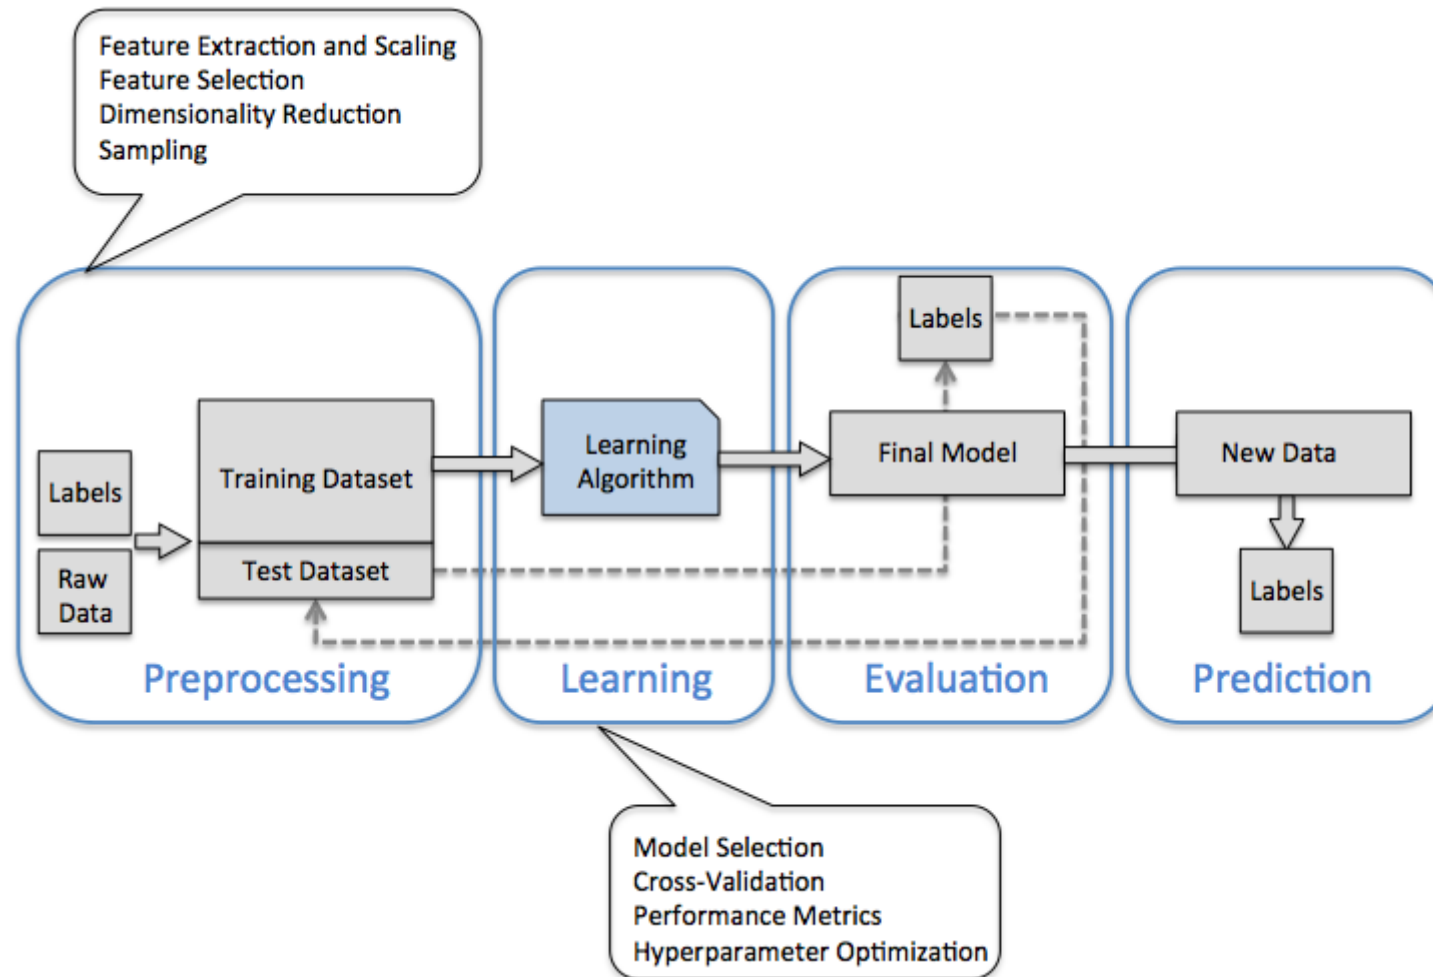 Feature Extraction and Scaling
Feature Selection
Dimensionality Reduction
Sampling
Labels
Raw
Data
Training Dataset
Test Dataset
Preprocessing
Learning
Algorithm
Learning
Labels
Final Model
Evaluation
New Data
Labels
Prediction
Model Selection
Cross-Validation
Performance Metrics
Hyperparameter Optimization